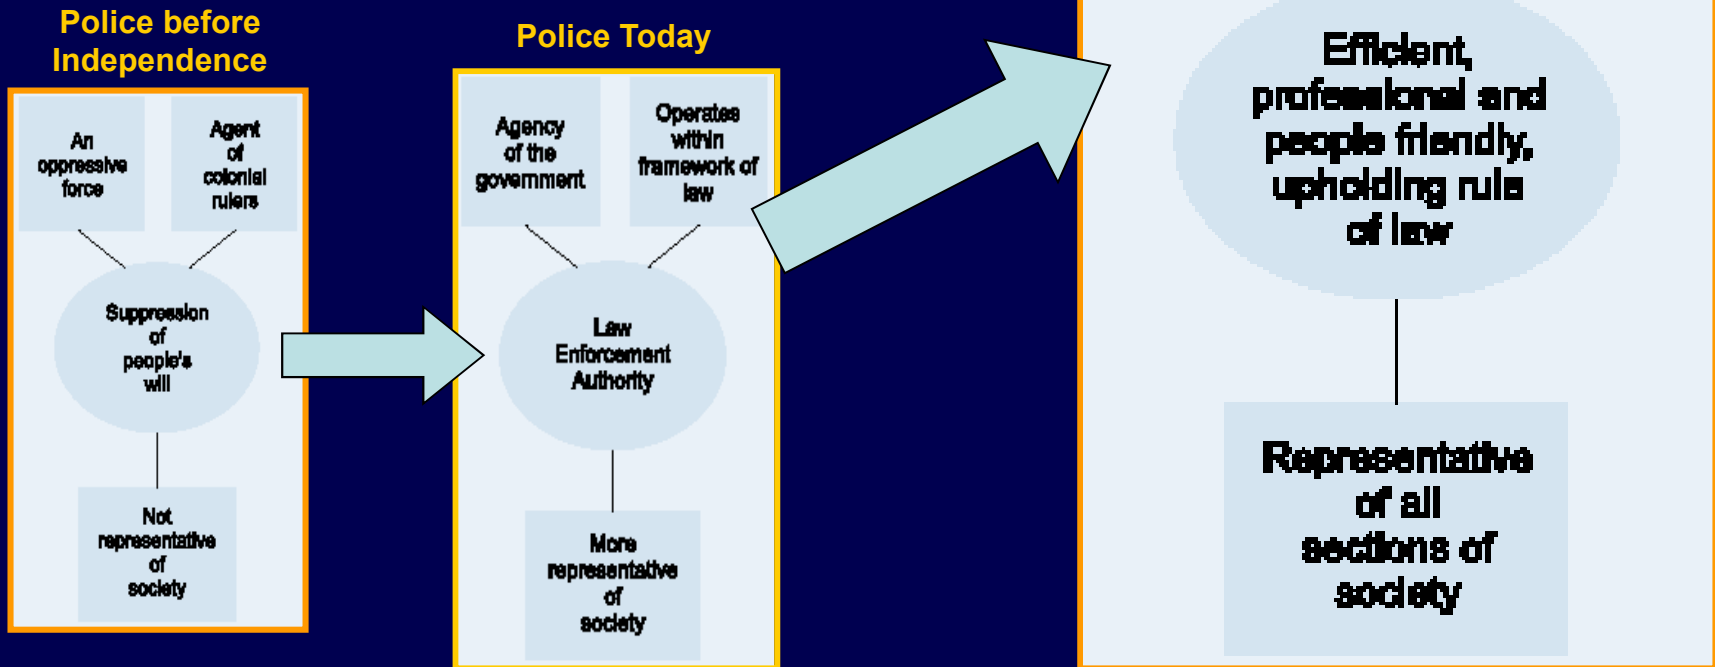 Police before
Independence
An
oppressive
force
Agent
of
colonial
rulers
Suppression
of
people's
will
Not
representative
of
society
Police Today
Agency
of the
government
Operates
within
framework of
law
Law
Enforcement
Authority
More
representative
of
society
Efficient,
professional and
people friendly,
upholding rule
of law
Representative
of all
sections of
society